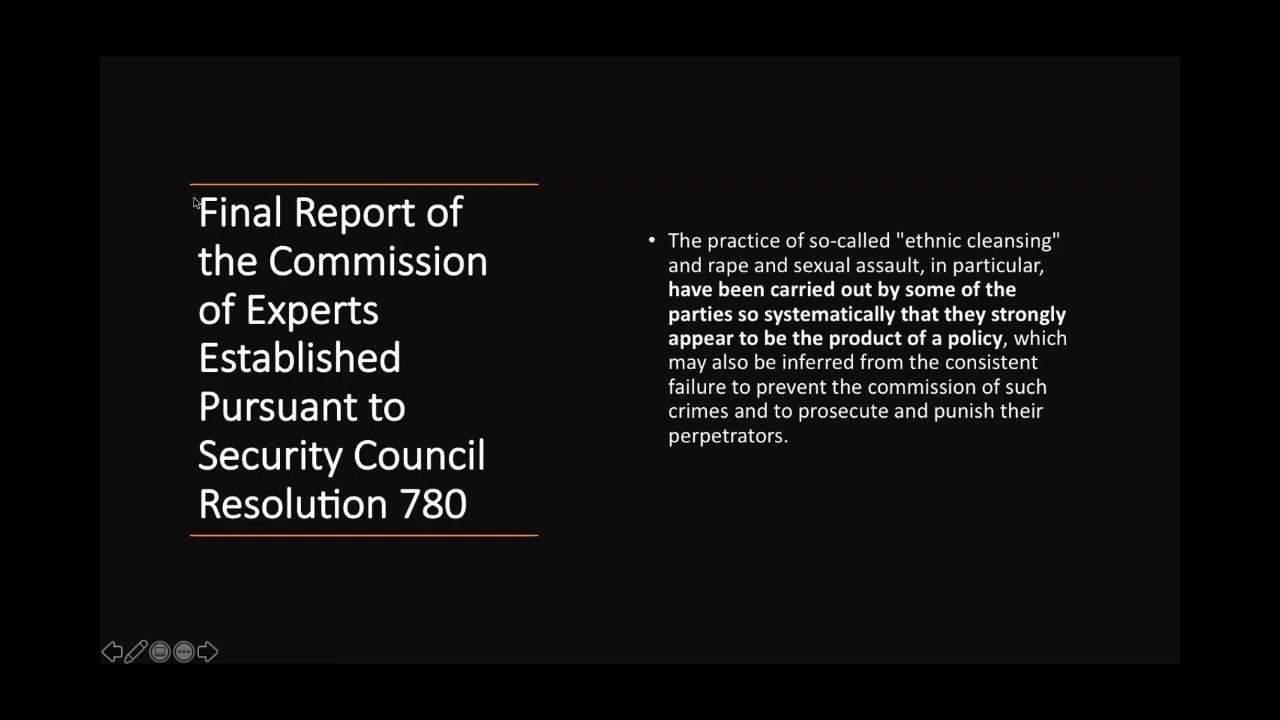 Final Report of
the Commission
of Experts
Established
Pursuant to
Security Council
Resolution 780
• The practice of so-called "ethnic cleansing"
and rape and sexual assault, in particular,
have been carried out by some of the
parties so systematically that they strongly
appear to be the product of a policy, which
may also be inferred from the consistent
failure to prevent the commission of such
crimes and to prosecute and punish their
perpetrators.